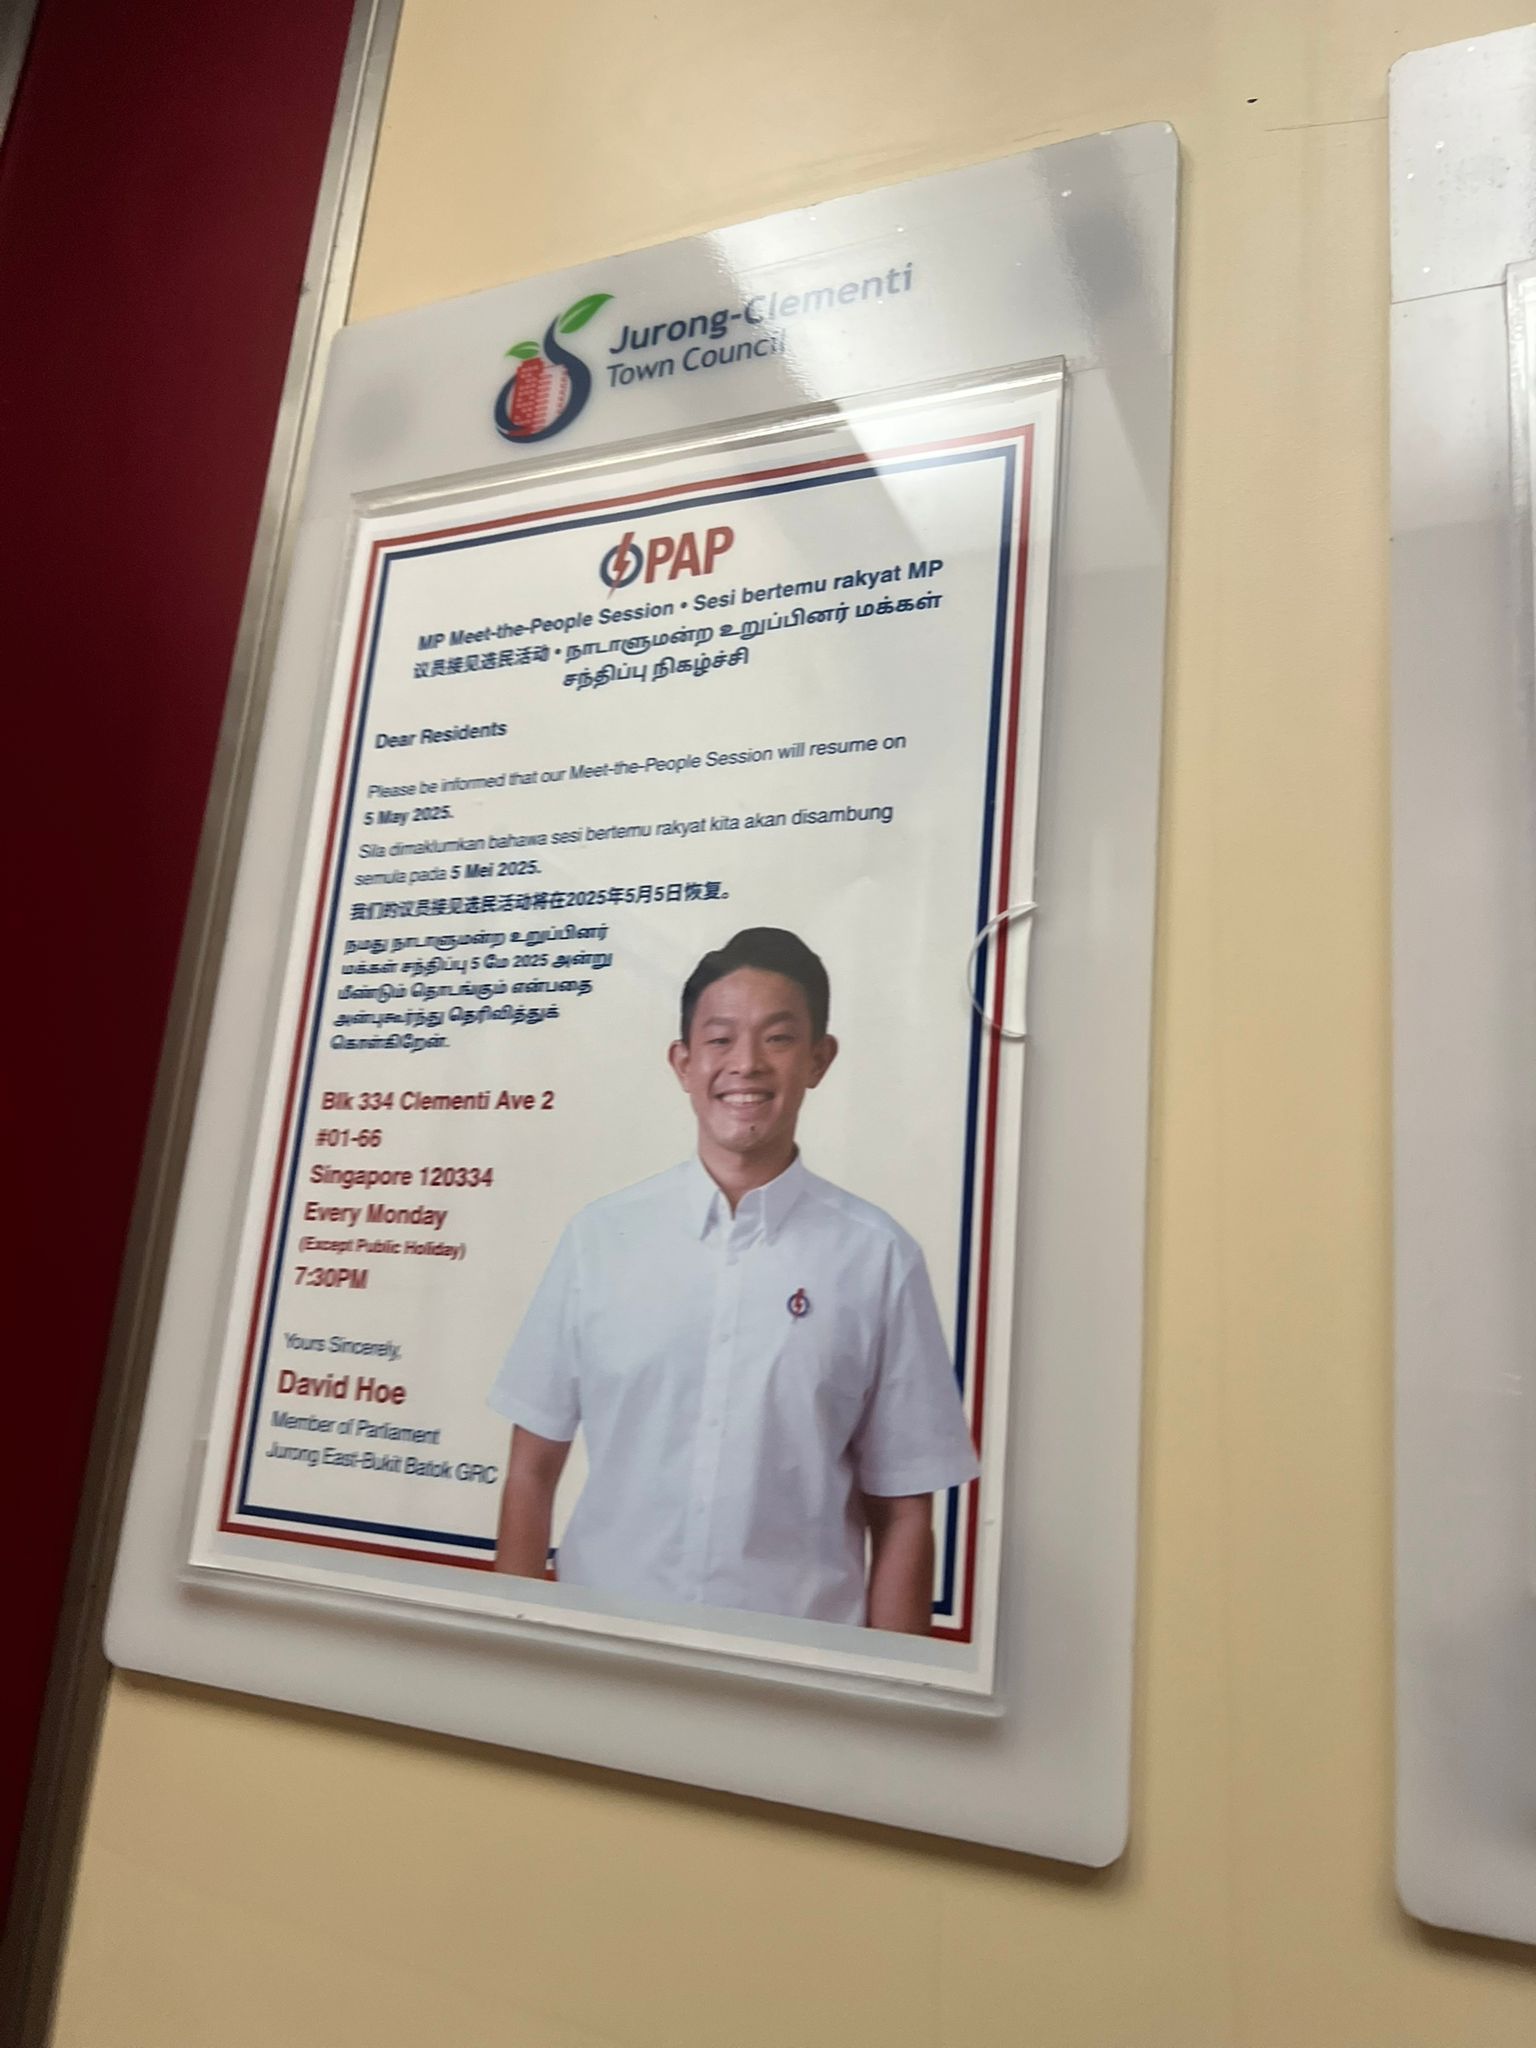 Jurong-Clementi
Town Council
PAP
MP Meet-the-People Session • Sesi bertemu rakyat MP
议员接见选民活动 • நாடாளுமன்ற உறுப்பினர் மக்கள்
சந்திப்பு நிகழ்ச்சி
Dear Residents
Please be informed that our Meet-the-People Session will resume on
5 May 2025.
Sila dimaklumkan bahawa sesi bertemu rakyat kita akan disambung
semula pada 5 Mei 2025.
我们的议员接见选民活动将在2025年5月5日恢复。
நமது நாடாளுமன்ற உறுப்பினர்
மக்கள் சந்திப்பு 5 மே 2025 அன்று
மீண்டும் தொடங்கும் என்பதை
அன்புகூர்ந்து தெரிவித்துக்
கொள்கிறேன்.
Blk 334 Clementi Ave 2
#01-66
Singapore 120334
Every Monday
(Except Public Holiday)
7:30PM
Yours Sincerely,
David Hoe
Member of Parliament
Jurong East-Bukit Batok GRC